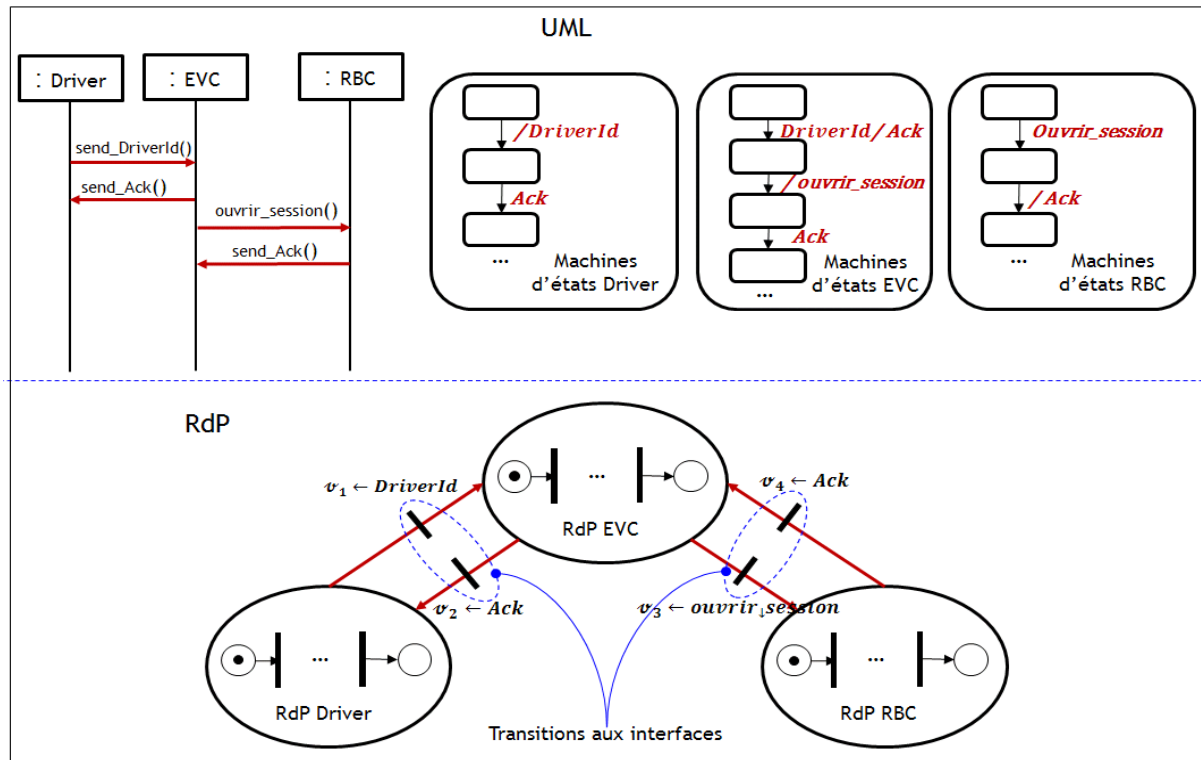 UML
: Driver
: EVC
: RBC
send_DriverId()
send_Ack()
ouvrir_session()
send_Ack()
/DriverId
Ack
...
Machines
d'états Driver
DriverId/Ack
/ouvrir_session
Ack
...
Machines
d'états EVC
Ouvrir_session
/Ack
...
Machines
d'états RBC
RdP
v₁ ← DriverId
v₂ ← Ack
...
RdP EVC
v₄ ← Ack
v₃ ← ouvrir↓session
...
RdP Driver
...
RdP RBC
Transitions aux interfaces